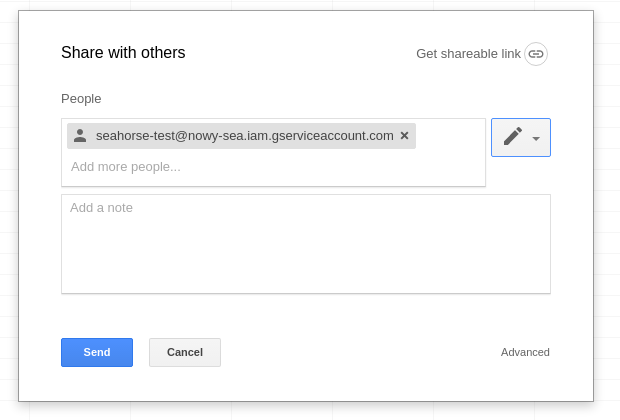 Share with others
Get shareable link
People
seahorse-test@nowy-sea.iam.gserviceaccount.com ×
Add more people...
Add a note
Send
Cancel
Advanced